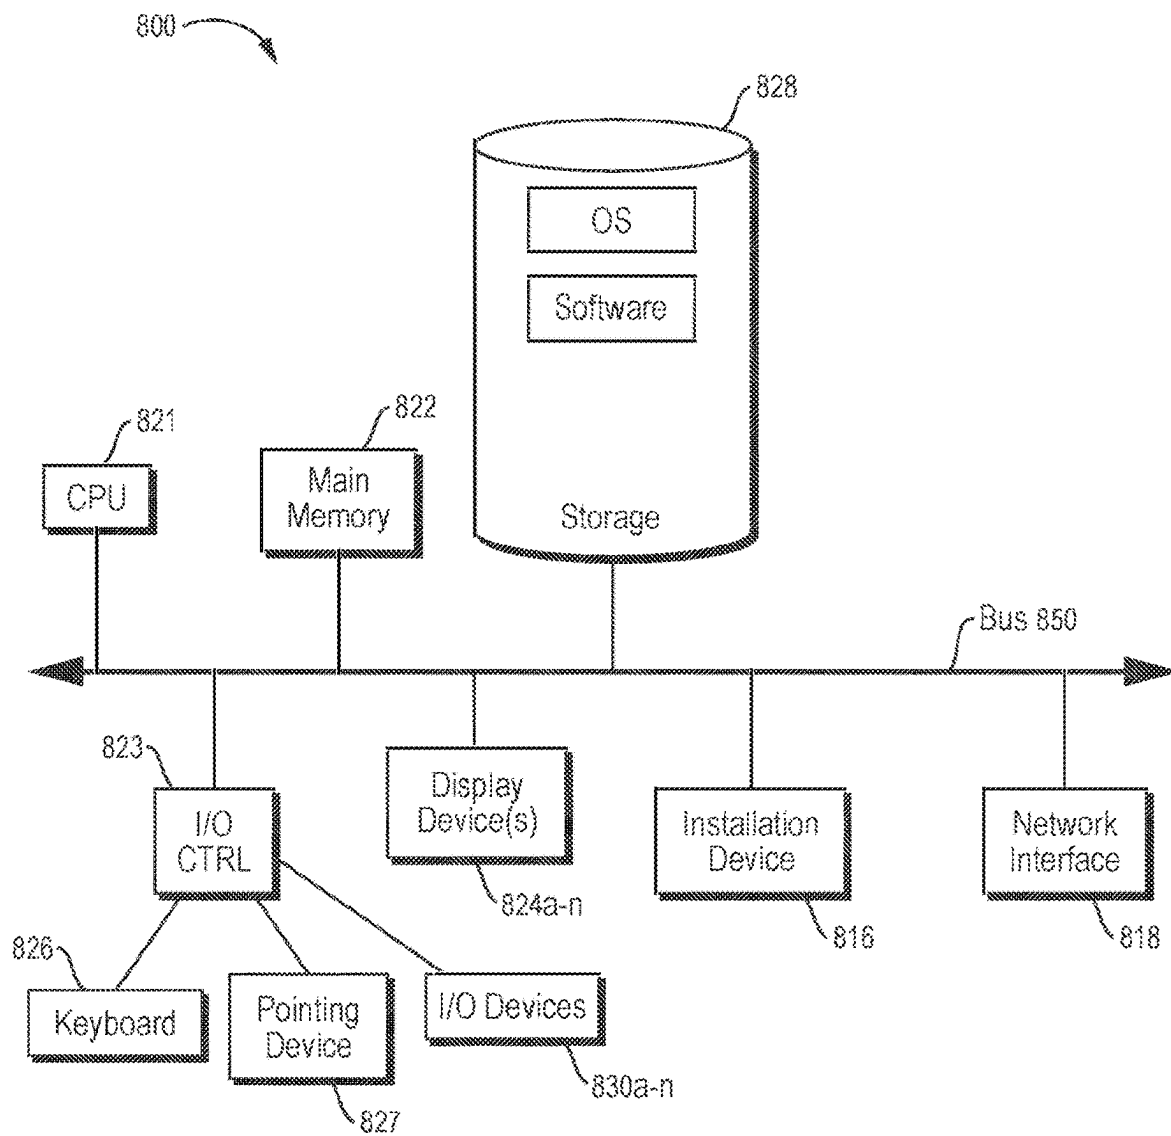 800
828
OS
Software
821
822
CPU
Main
Memory
Storage
Bus 850
823
I/O
CTRL
Display
Device(s)
Installation
Device
Network
Interface
824a-n
816
818
826
Keyboard
Pointing
Device
I/O Devices
830a-n
827